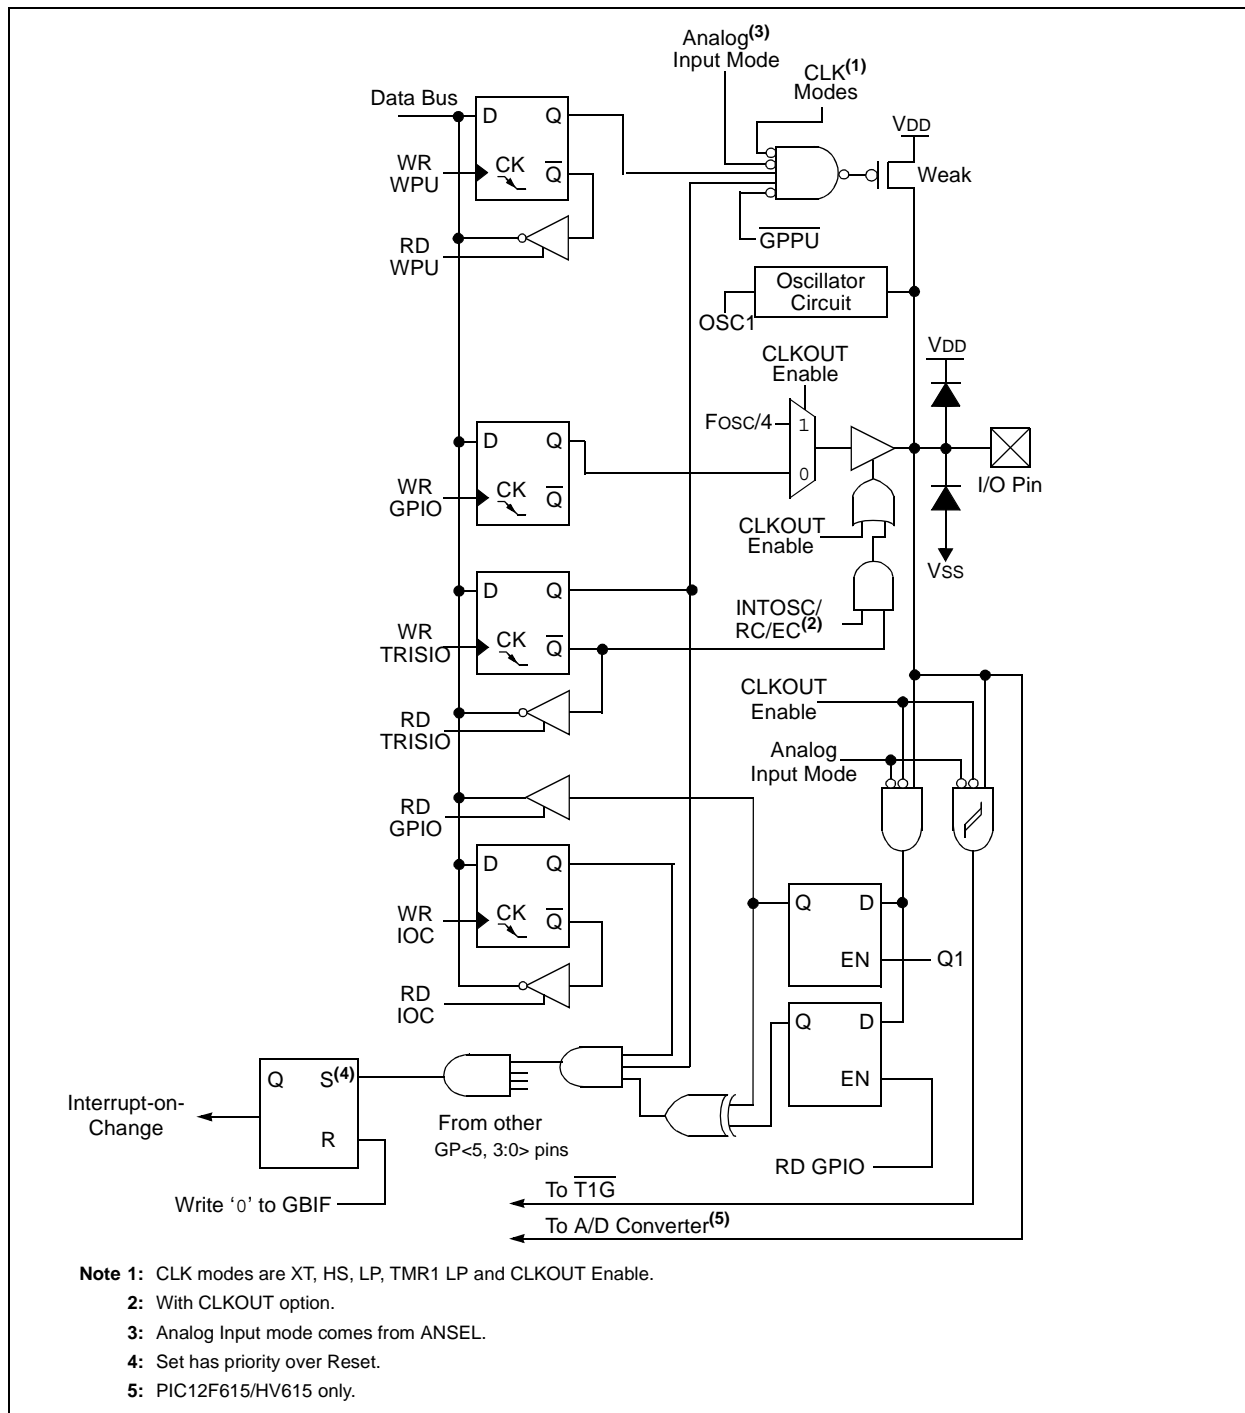 Analog(3)
Input Mode
CLK(1)
Modes
Data Bus
VDD
D Q
WR
WPU
CK Q
Weak
RD
WPU
GPPU
Oscillator
Circuit
OSC1
CLKOUT
Enable
VDD
FOSC/4
1
0
D Q
WR
GPIO
CK Q
I/O Pin
CLKOUT
Enable
VSS
D Q
INTOSC/
RC/EC(2)
WR
TRISIO
CK Q
CLKOUT
Enable
RD
TRISIO
Analog
Input Mode
RD
GPIO
D Q
WR
IOC
CK Q
Q D
EN
Q1
RD
IOC
Q D
EN
Q S(4)
R
Interrupt-on-
Change
From other
GP<5, 3:0> pins
RD GPIO
Write ‘0’ to GBIF
To T1G
To A/D Converter(5)
Note 1: CLK modes are XT, HS, LP, TMR1 LP and CLKOUT Enable.
2: With CLKOUT option.
3: Analog Input mode comes from ANSEL.
4: Set has priority over Reset.
5: PIC12F615/HV615 only.